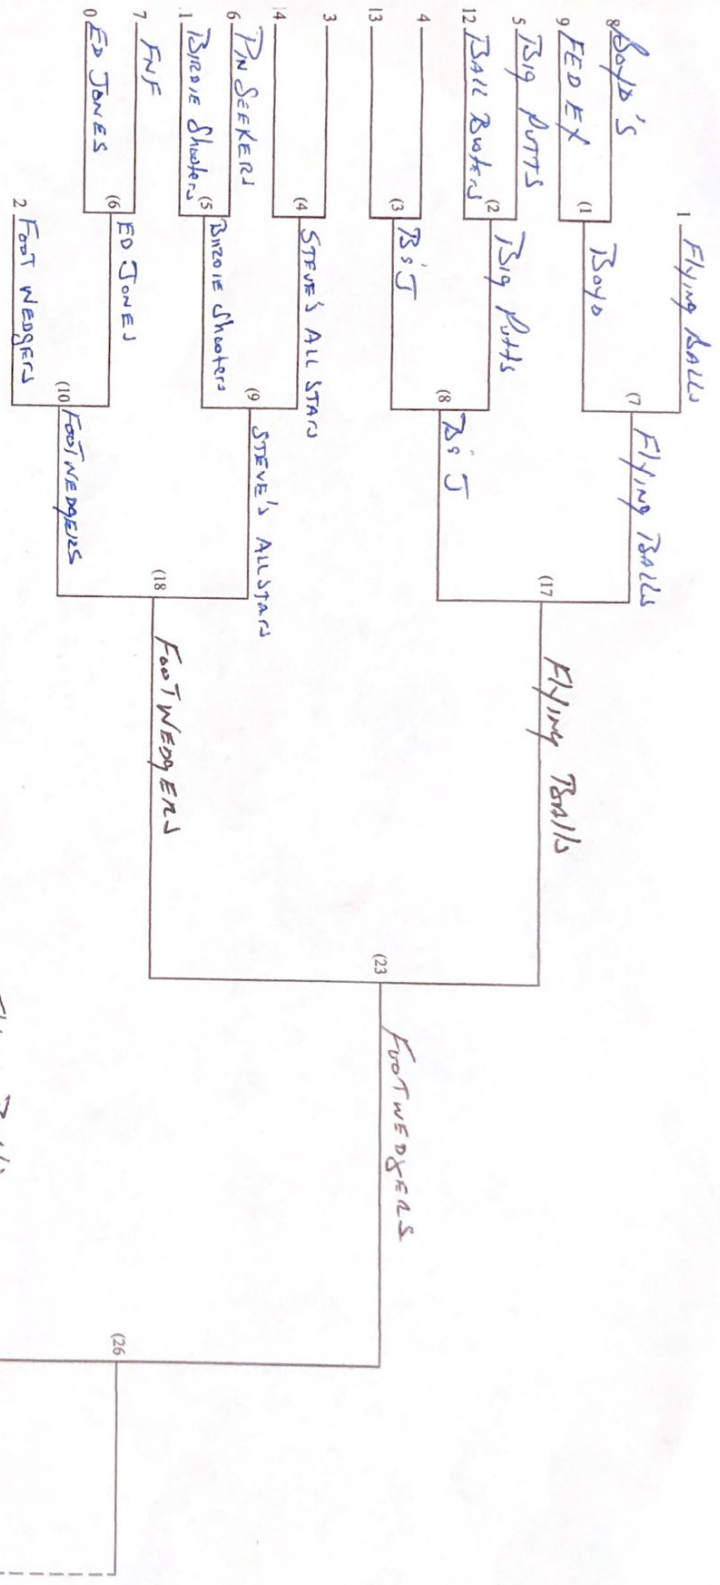 1 Flying Balls
8 Boyd's
(1 Boyd
9 FED EX
(7 Flying Balls
5 Big Putts
(2 Big Putts
12 Ball Busters
(17 Flying Balls
4
(3 B's J
13
(8 B's J
(23 FOOTWEDGERS
3
(4 STEVE'S ALL STARS
14
(9 STEVE'S ALL STARS
6 PIN SEEKERS
(5 BIRDIE Shooters
1 BIRDIE Shooters
(18 FOOTWEDGERS
7 FNF
(6 ED JONES
0 ED JONES
(10 FOOTWEDGERS
2 FOOT WEDGERS
(26